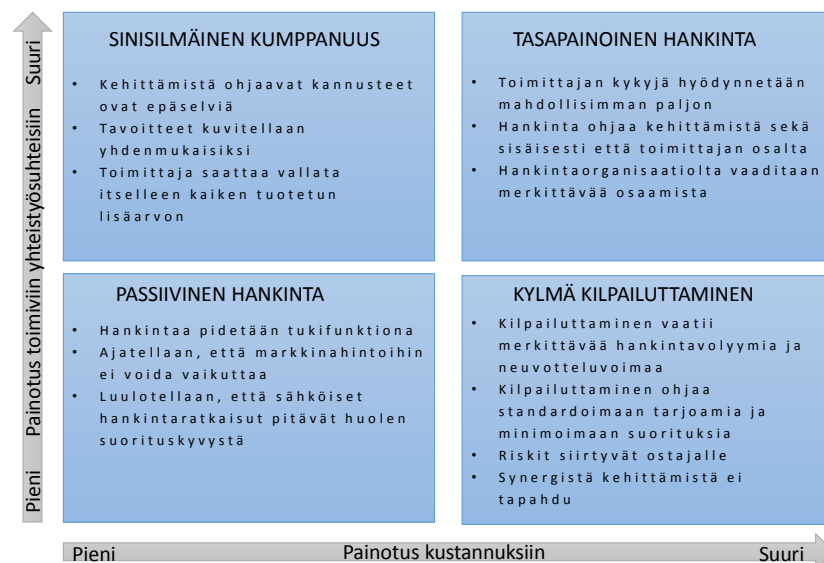 SINISILMÄINEN KUMPPANUUS
• Kehittämistä ohjaavat kannusteet
ovat epäselviä
• Tavoitteet kuvitellaan
yhdenmukaisiksi
• Toimittaja saattaa vallata
itselleen kaiken tuotetun
lisäarvon
TASAPAINOINEN HANKINTA
• Toimittajan kykyjä hyödynnetään
mahdollisimman paljon
• Hankinta ohjaa kehittämistä sekä
sisäisesti että toimittajan osalta
• Hankintaorganisaatiolta vaaditaan
merkittävää osaamista
PASSIIVINEN HANKINTA
• Hankintaa pidetään tukifunktiona
• Ajatellaan, että markkinahintoihin
ei voida vaikuttaa
• Luulotellaan, että sähköiset
hankintaratkaisut pitävät huolen
suorituskyvystä
KYLMÄ KILPAILUTTAMINEN
• Kilpailuttaminen vaatii
merkittävää hankintavolyymia ja
neuvotteluvoimaa
• Kilpailuttaminen ohjaa
standardoimaan tarjoamia ja
minimoimaan suorituksia
• Riskit siirtyvät ostajalle
• Synergistä kehittämistä ei
tapahdu
Pieni Painotus toimiviin yhteistyösuhteisiin Suuri
Pieni Painotus kustannuksiin Suuri